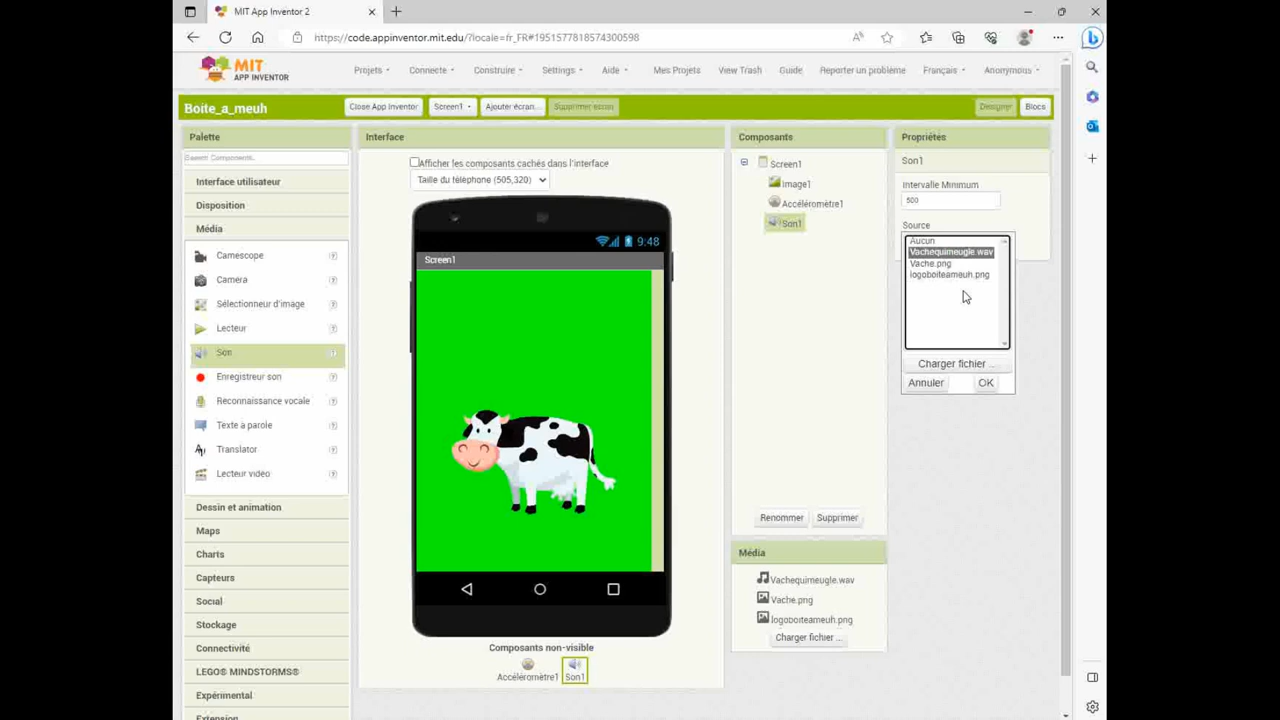 MIT App Inventor 2
https://code.appinventor.mit.edu/?locale=fr_FR#1951577818574300598
MIT
APP INVENTOR
Projets
Connecte
Construire
Settings
Aide
Mes Projets
View Trash
Guide
Reporter un problème
Français
Anonymous
Boite_a_meuh
Close App Inventor
Screen1
Ajouter écran...
Supprimer écran
Designer
Blocs
Palette
Interface
Composants
Propriétés
Search Components...
Afficher les composants cachés dans l'interface
Taille du téléphone (505,320)
Screen1
Image1
Accéléromètre1
Son1
Son1
Intervalle Minimum
500
Source
Aucun
Vachequimeugle.wav
Vache.png
logoboiteameuh.png
Charger fichier ...
Annuler
OK
Interface utilisateur
Disposition
Média
Camescope
Camera
Sélectionneur d'image
Lecteur
Son
Enregistreur son
Reconnaissance vocale
Texte à parole
Translator
Lecteur vidéo
Dessin et animation
Maps
Charts
Capteurs
Social
Stockage
Connectivité
LEGO® MINDSTORMS®
Expérimental
Extension
9:48
Screen1
Composants non-visible
Accéléromètre1
Son1
Renommer
Supprimer
Média
Vachequimeugle.wav
Vache.png
logoboiteameuh.png
Charger fichier ...